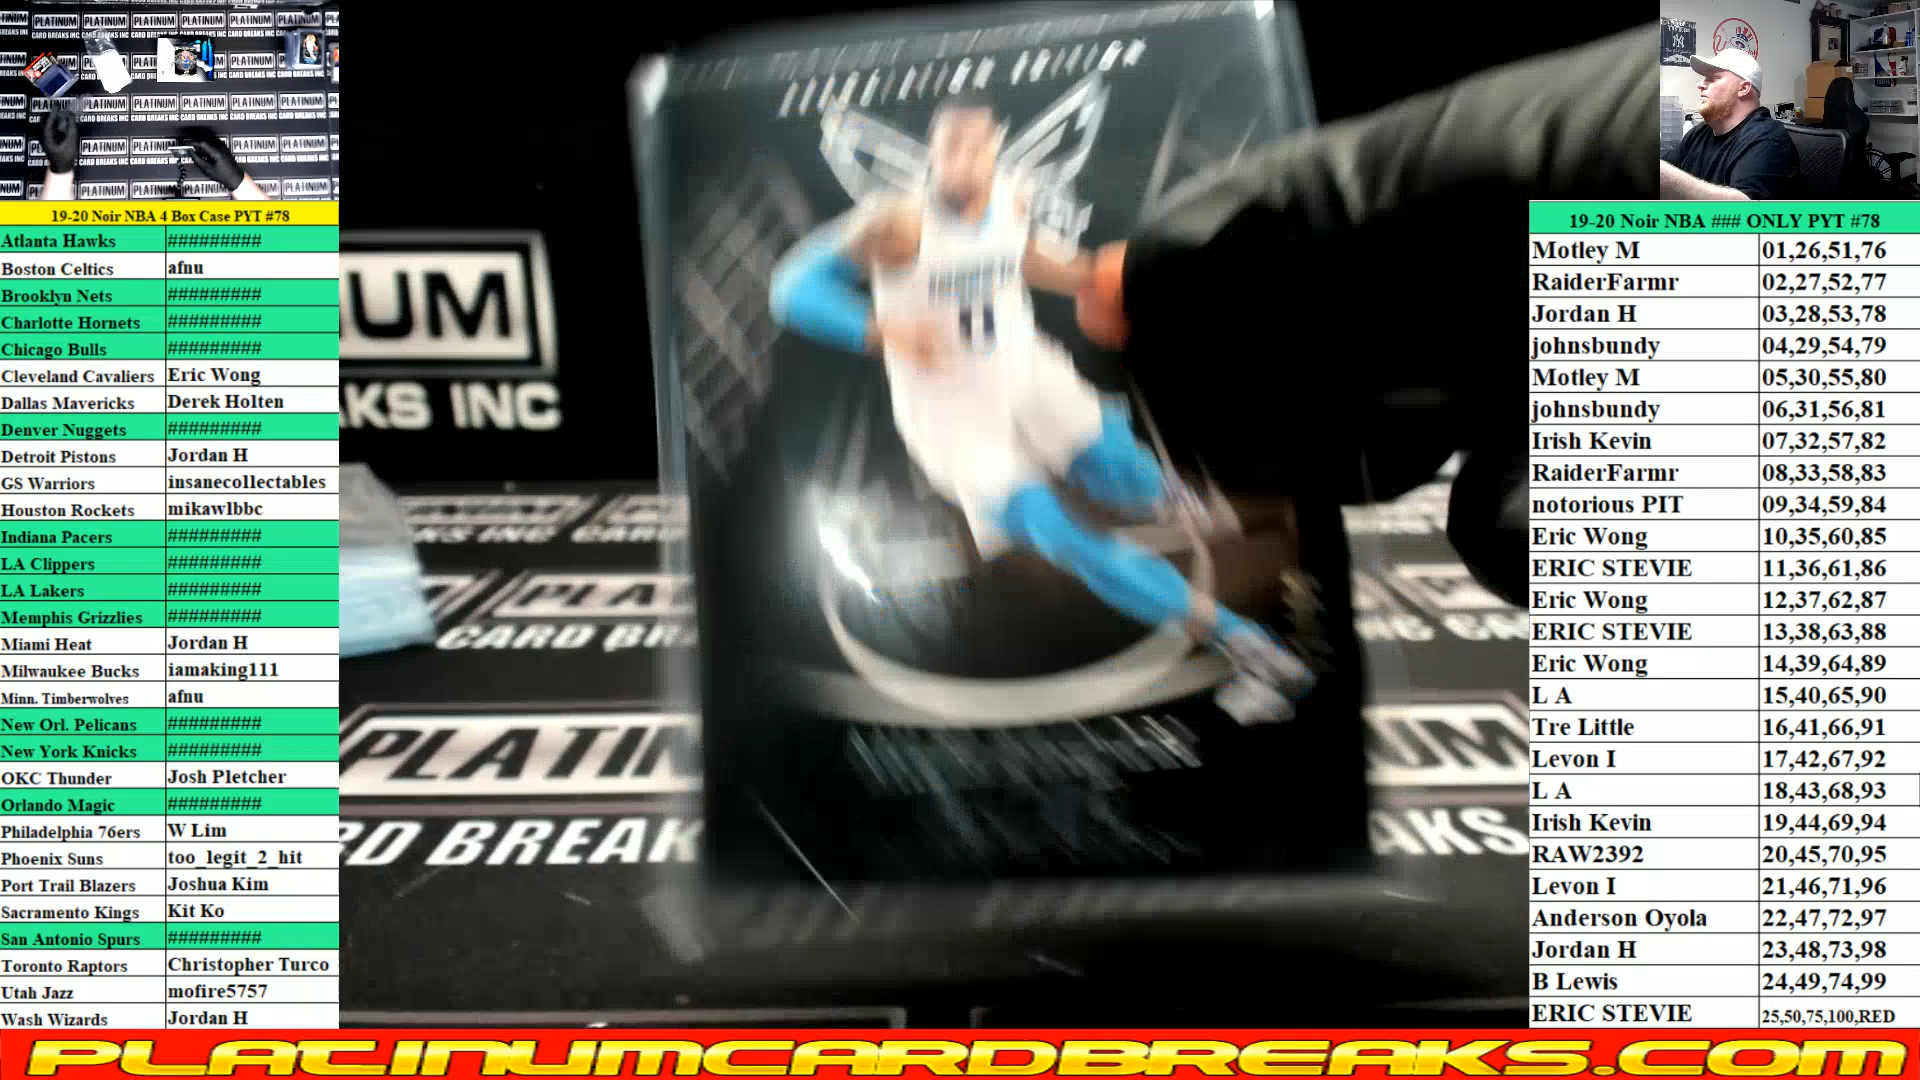 19-20 Noir NBA 4 Box Case PYT #78
Atlanta Hawks #########
Boston Celtics afnu
Brooklyn Nets #########
Charlotte Hornets #########
Chicago Bulls #########
Cleveland Cavaliers Eric Wong
Dallas Mavericks Derek Holten
Denver Nuggets #########
Detroit Pistons Jordan H
GS Warriors insanecollectables
Houston Rockets mikawlbbc
Indiana Pacers #########
LA Clippers #########
LA Lakers #########
Memphis Grizzlies #########
Miami Heat Jordan H
Milwaukee Bucks iamaking111
Minn. Timberwolves afnu
New Orl. Pelicans #########
New York Knicks #########
OKC Thunder Josh Pletcher
Orlando Magic #########
Philadelphia 76ers W Lim
Phoenix Suns too_legit_2_hit
Port Trail Blazers Joshua Kim
Sacramento Kings Kit Ko
San Antonio Spurs #########
Toronto Raptors Christopher Turco
Utah Jazz mofire5757
Wash Wizards Jordan H
UM
KS INC
PLATIN
RD BREAK
CARD BR
UM
AKS
19-20 Noir NBA ### ONLY PYT #78
Motley M 01,26,51,76
RaiderFarmr 02,27,52,77
Jordan H 03,28,53,78
johnsbundy 04,29,54,79
Motley M 05,30,55,80
johnsbundy 06,31,56,81
Irish Kevin 07,32,57,82
RaiderFarmr 08,33,58,83
notorious PIT 09,34,59,84
Eric Wong 10,35,60,85
ERIC STEVIE 11,36,61,86
Eric Wong 12,37,62,87
ERIC STEVIE 13,38,63,88
Eric Wong 14,39,64,89
L A 15,40,65,90
Tre Little 16,41,66,91
Levon I 17,42,67,92
L A 18,43,68,93
Irish Kevin 19,44,69,94
RAW2392 20,45,70,95
Levon I 21,46,71,96
Anderson Oyola 22,47,72,97
Jordan H 23,48,73,98
B Lewis 24,49,74,99
ERIC STEVIE 25,50,75,100,RED
PLATINUMCARDBREAKS.COM